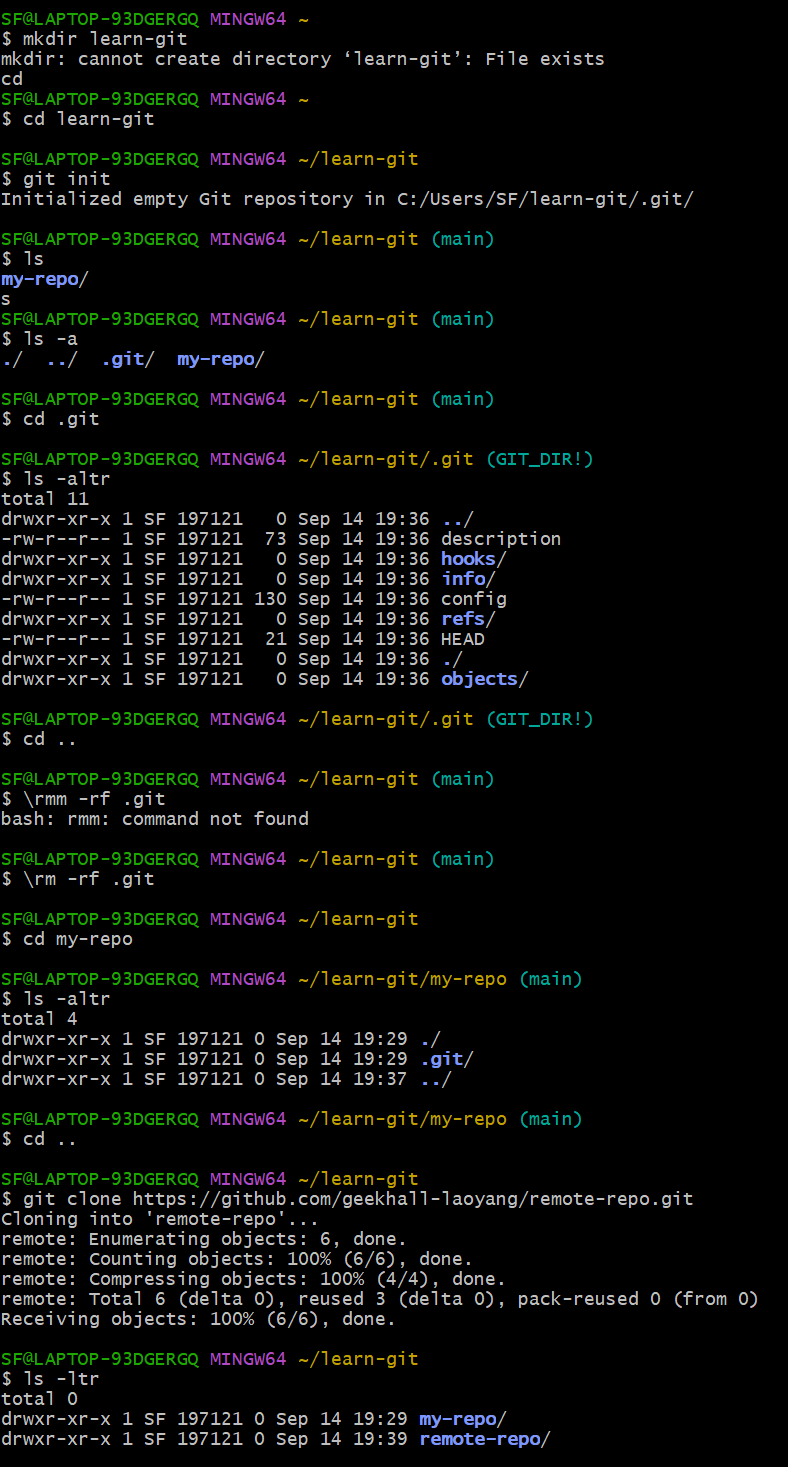 SF@LAPTOP-93DGERGQ MINGW64 ~
$ mkdir learn-git
mkdir: cannot create directory ‘learn-git’: File exists
cd
SF@LAPTOP-93DGERGQ MINGW64 ~
$ cd learn-git

SF@LAPTOP-93DGERGQ MINGW64 ~/learn-git
$ git init
Initialized empty Git repository in C:/Users/SF/learn-git/.git/

SF@LAPTOP-93DGERGQ MINGW64 ~/learn-git (main)
$ ls
my-repo/
s
SF@LAPTOP-93DGERGQ MINGW64 ~/learn-git (main)
$ ls -a
./  ../  .git/  my-repo/

SF@LAPTOP-93DGERGQ MINGW64 ~/learn-git (main)
$ cd .git

SF@LAPTOP-93DGERGQ MINGW64 ~/learn-git/.git (GIT_DIR!)
$ ls -altr
total 11
drwxr-xr-x 1 SF 197121   0 Sep 14 19:36 ../
-rw-r--r-- 1 SF 197121  73 Sep 14 19:36 description
drwxr-xr-x 1 SF 197121   0 Sep 14 19:36 hooks/
drwxr-xr-x 1 SF 197121   0 Sep 14 19:36 info/
-rw-r--r-- 1 SF 197121 130 Sep 14 19:36 config
drwxr-xr-x 1 SF 197121   0 Sep 14 19:36 refs/
-rw-r--r-- 1 SF 197121  21 Sep 14 19:36 HEAD
drwxr-xr-x 1 SF 197121   0 Sep 14 19:36 ./
drwxr-xr-x 1 SF 197121   0 Sep 14 19:36 objects/

SF@LAPTOP-93DGERGQ MINGW64 ~/learn-git/.git (GIT_DIR!)
$ cd ..

SF@LAPTOP-93DGERGQ MINGW64 ~/learn-git (main)
$ \rmm -rf .git
bash: rmm: command not found

SF@LAPTOP-93DGERGQ MINGW64 ~/learn-git (main)
$ \rm -rf .git

SF@LAPTOP-93DGERGQ MINGW64 ~/learn-git
$ cd my-repo

SF@LAPTOP-93DGERGQ MINGW64 ~/learn-git/my-repo (main)
$ ls -altr
total 4
drwxr-xr-x 1 SF 197121 0 Sep 14 19:29 ./
drwxr-xr-x 1 SF 197121 0 Sep 14 19:29 .git/
drwxr-xr-x 1 SF 197121 0 Sep 14 19:37 ../

SF@LAPTOP-93DGERGQ MINGW64 ~/learn-git/my-repo (main)
$ cd ..

SF@LAPTOP-93DGERGQ MINGW64 ~/learn-git
$ git clone https://github.com/geekhall-laoyang/remote-repo.git
Cloning into 'remote-repo'...
remote: Enumerating objects: 6, done.
remote: Counting objects: 100% (6/6), done.
remote: Compressing objects: 100% (4/4), done.
remote: Total 6 (delta 0), reused 3 (delta 0), pack-reused 0 (from 0)
Receiving objects: 100% (6/6), done.

SF@LAPTOP-93DGERGQ MINGW64 ~/learn-git
$ ls -ltr
total 0
drwxr-xr-x 1 SF 197121 0 Sep 14 19:29 my-repo/
drwxr-xr-x 1 SF 197121 0 Sep 14 19:39 remote-repo/